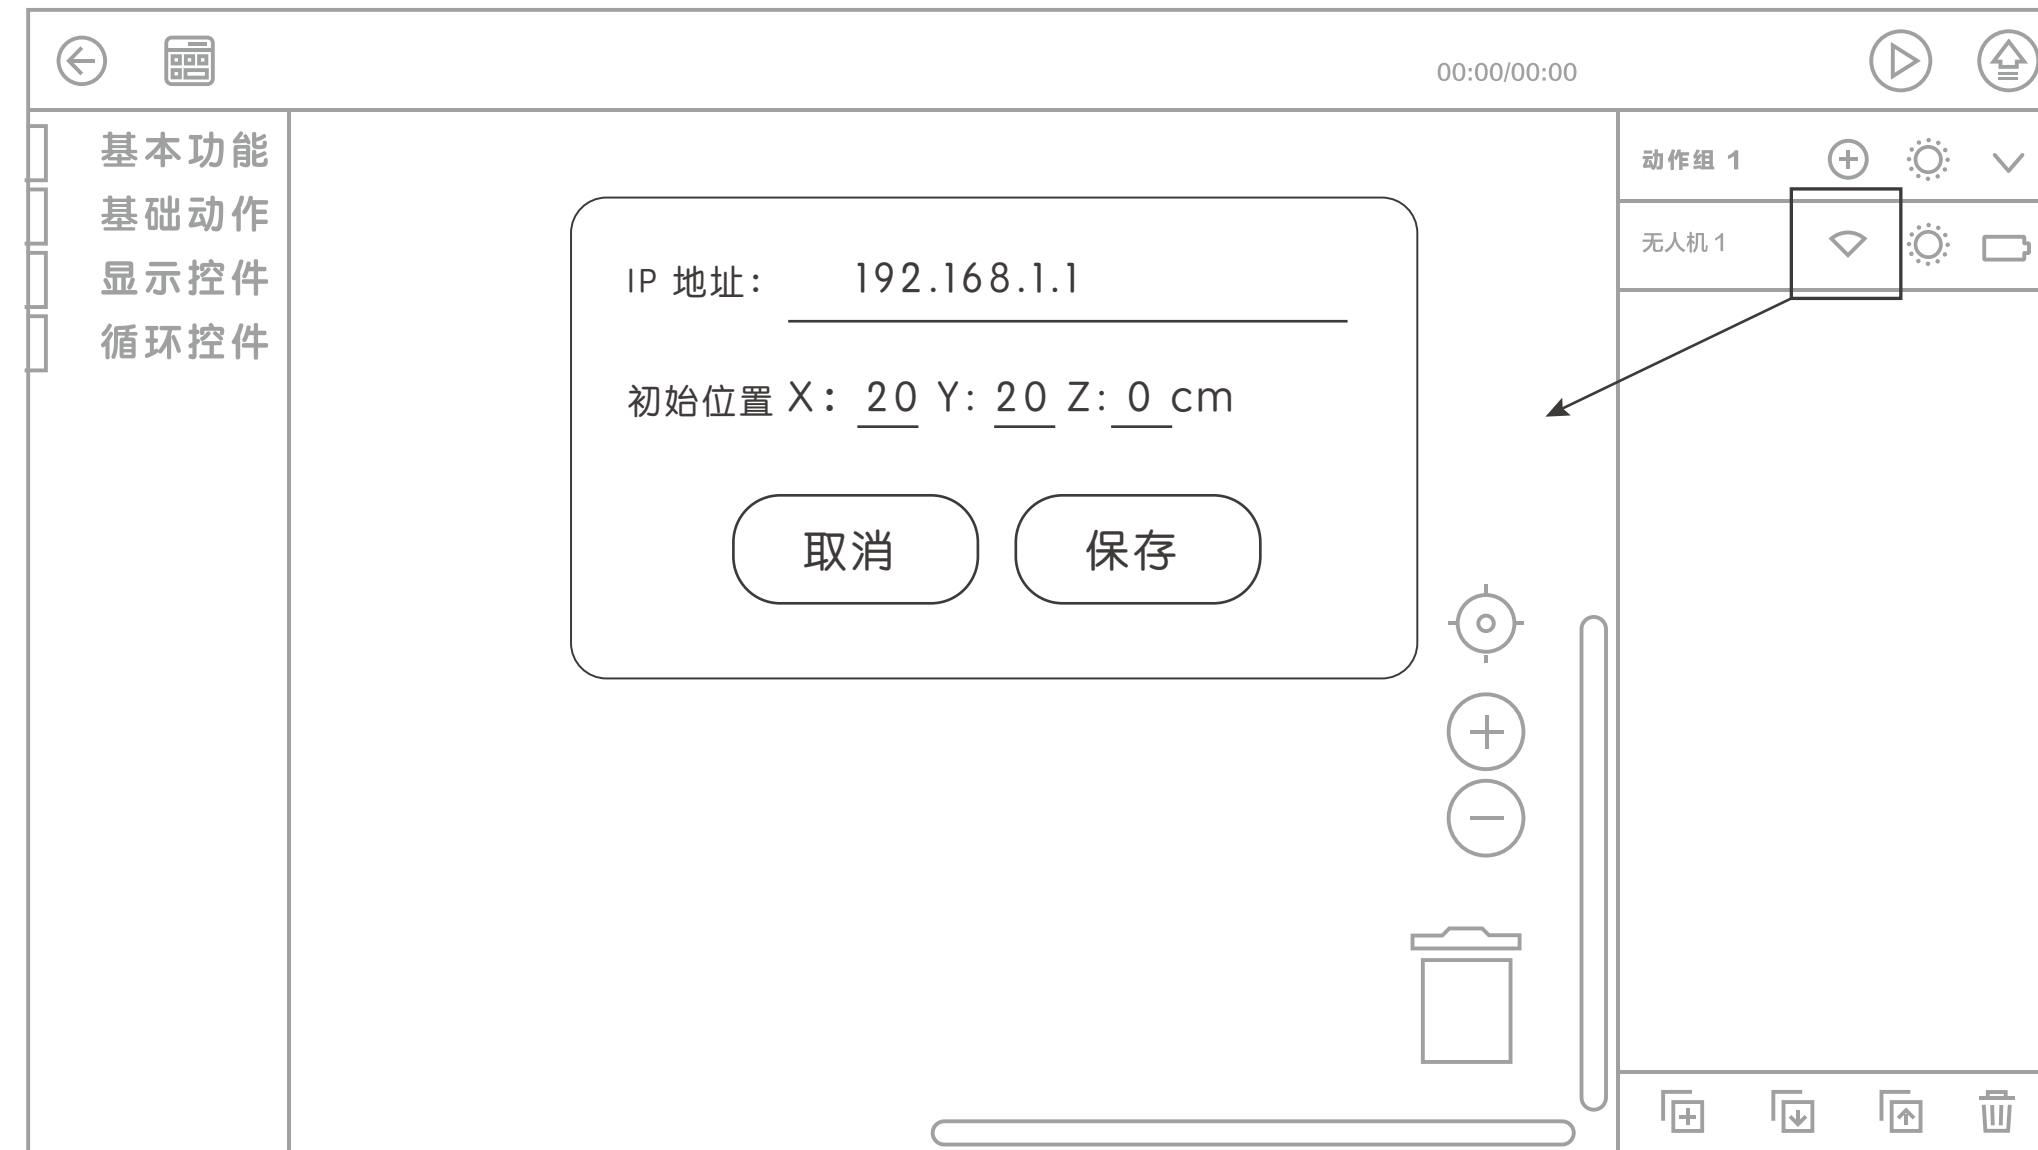 00:00/00:00
基本功能
基础动作
显示控件
循环控件
IP 地址： 192.168.1.1
初始位置 X： 20 Y: 20 Z: 0 cm
取消 保存
动作组 1
无人机 1